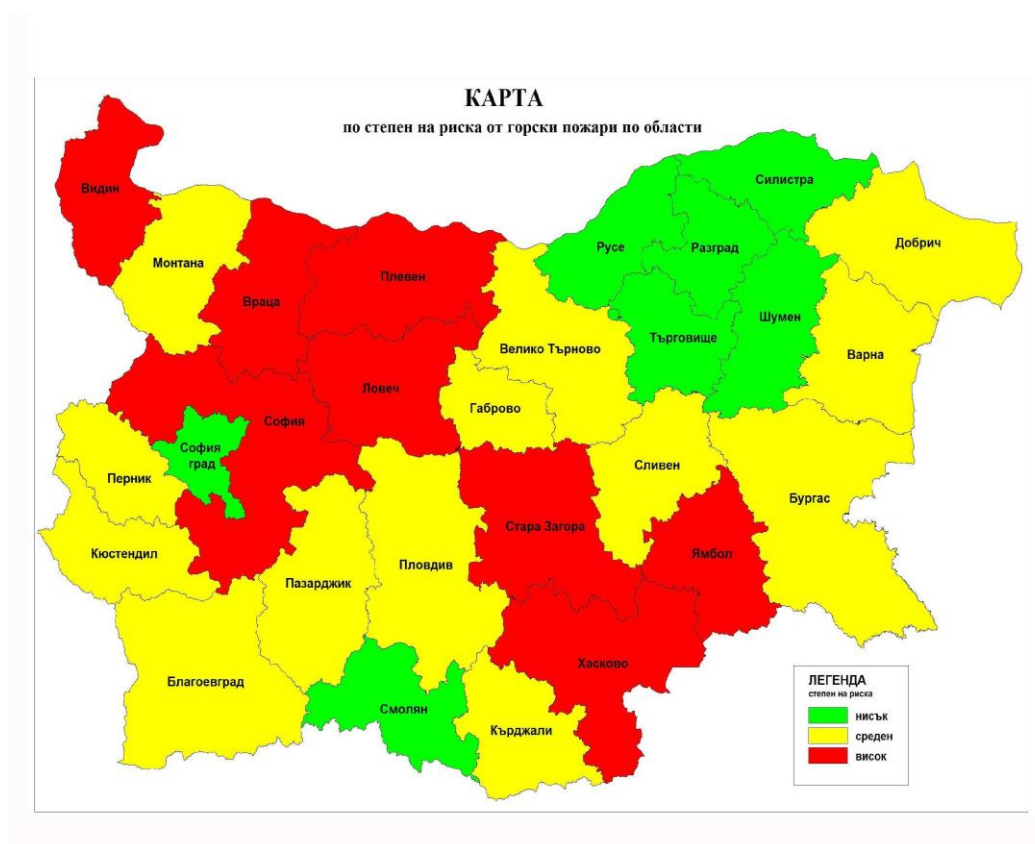 КАРТА
по степен на риска от горски пожари по области
Видин
Монтана
Враца
Плевен
Велико Търново
Русе
Разград
Силистра
Добрич
Търговище
Шумен
Варна
Ловеч
Габрово
София
София
град
Перник
Кюстендил
Сливен
Бургас
Стара Загора
Ямбол
Пловдив
Пазарджик
Благоевград
Смолян
Кърджали
Хасково
ЛЕГЕНДА
степен на риска
нисък
среден
висок